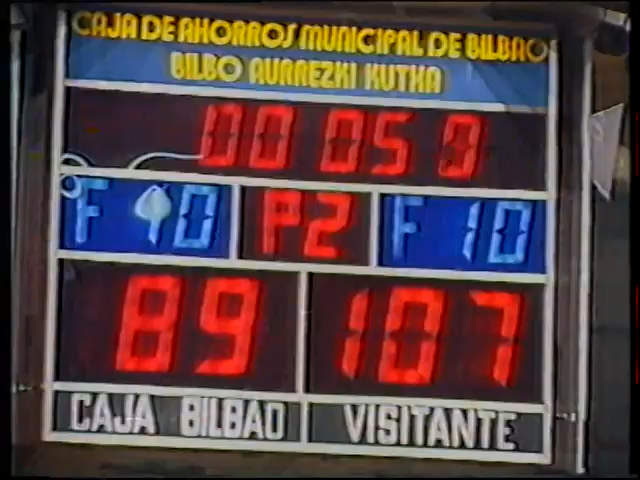 CAJA DE AHORROS MUNICIPAL DE BILBAO
BILBO AURREZKI KUTXA
00 05 0
F 10 P2 F 10
89 107
CAJA BILBAO VISITANTE